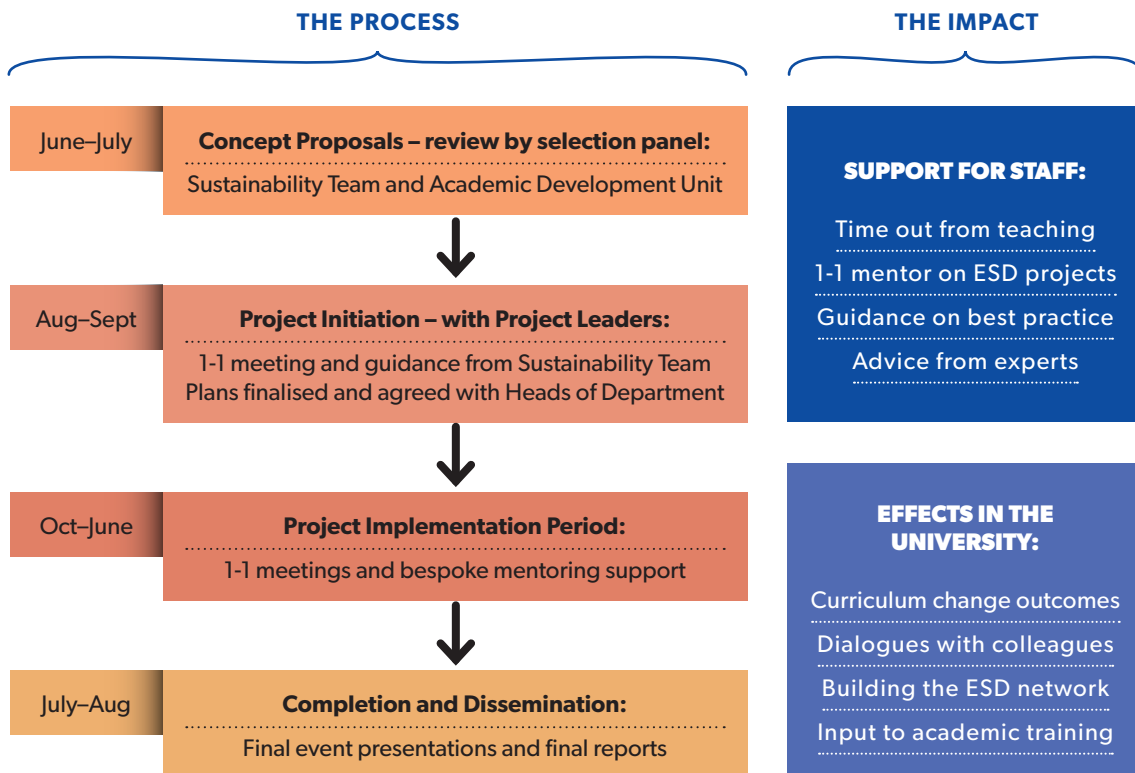 THE PROCESS
June–July
Concept Proposals – review by selection panel:
Sustainability Team and Academic Development Unit
Aug–Sept
Project Initiation – with Project Leaders:
1-1 meeting and guidance from Sustainability Team
Plans finalised and agreed with Heads of Department
Oct–June
Project Implementation Period:
1-1 meetings and bespoke mentoring support
July–Aug
Completion and Dissemination:
Final event presentations and final reports
THE IMPACT
SUPPORT FOR STAFF:
Time out from teaching
1-1 mentor on ESD projects
Guidance on best practice
Advice from experts
EFFECTS IN THE
UNIVERSITY:
Curriculum change outcomes
Dialogues with colleagues
Building the ESD network
Input to academic training